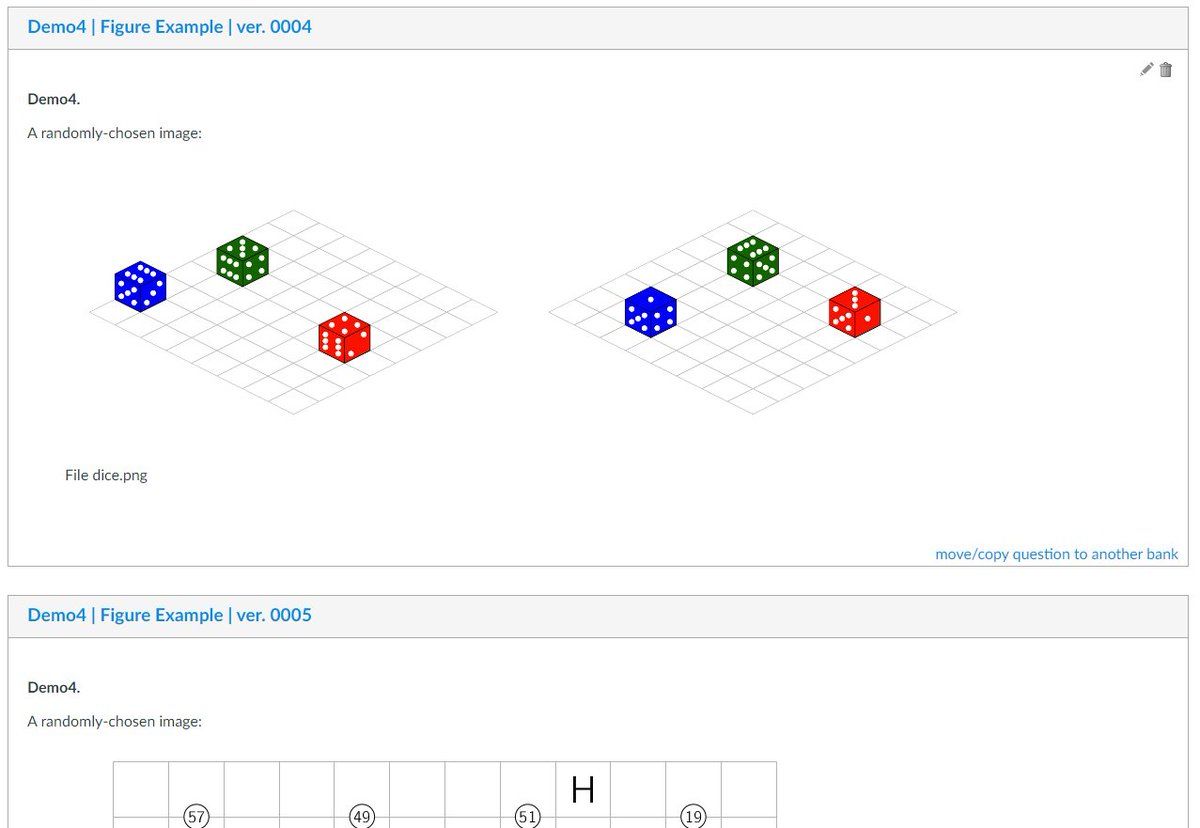 Demo4 | Figure Example | ver. 0004
Demo4.
A randomly-chosen image:
File dice.png
move/copy question to another bank
Demo4 | Figure Example | ver. 0005
Demo4.
A randomly-chosen image:
H
57 49 51 19